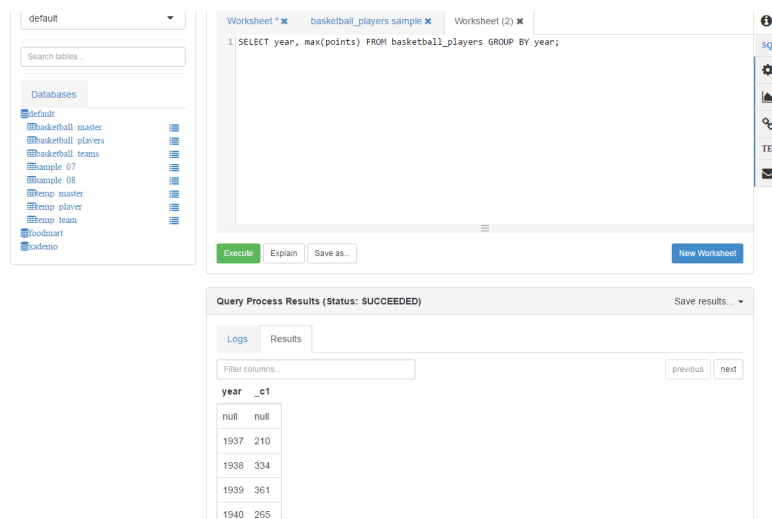 default
Search tables...
Databases
default
basketball_master
basketball_players
basketball_teams
sample_07
sample_08
temp_master
temp_player
temp_team
foodmart
xademo
Worksheet * basketball_players sample Worksheet (2)
1 SELECT year, max(points) FROM basketball_players GROUP BY year;
Execute Explain Save as... New Worksheet
Query Process Results (Status: SUCCEEDED) Save results...
Logs Results
Filter columns... previous next
year _c1
null null
1937 210
1938 334
1939 361
1940 265
SQ
TE